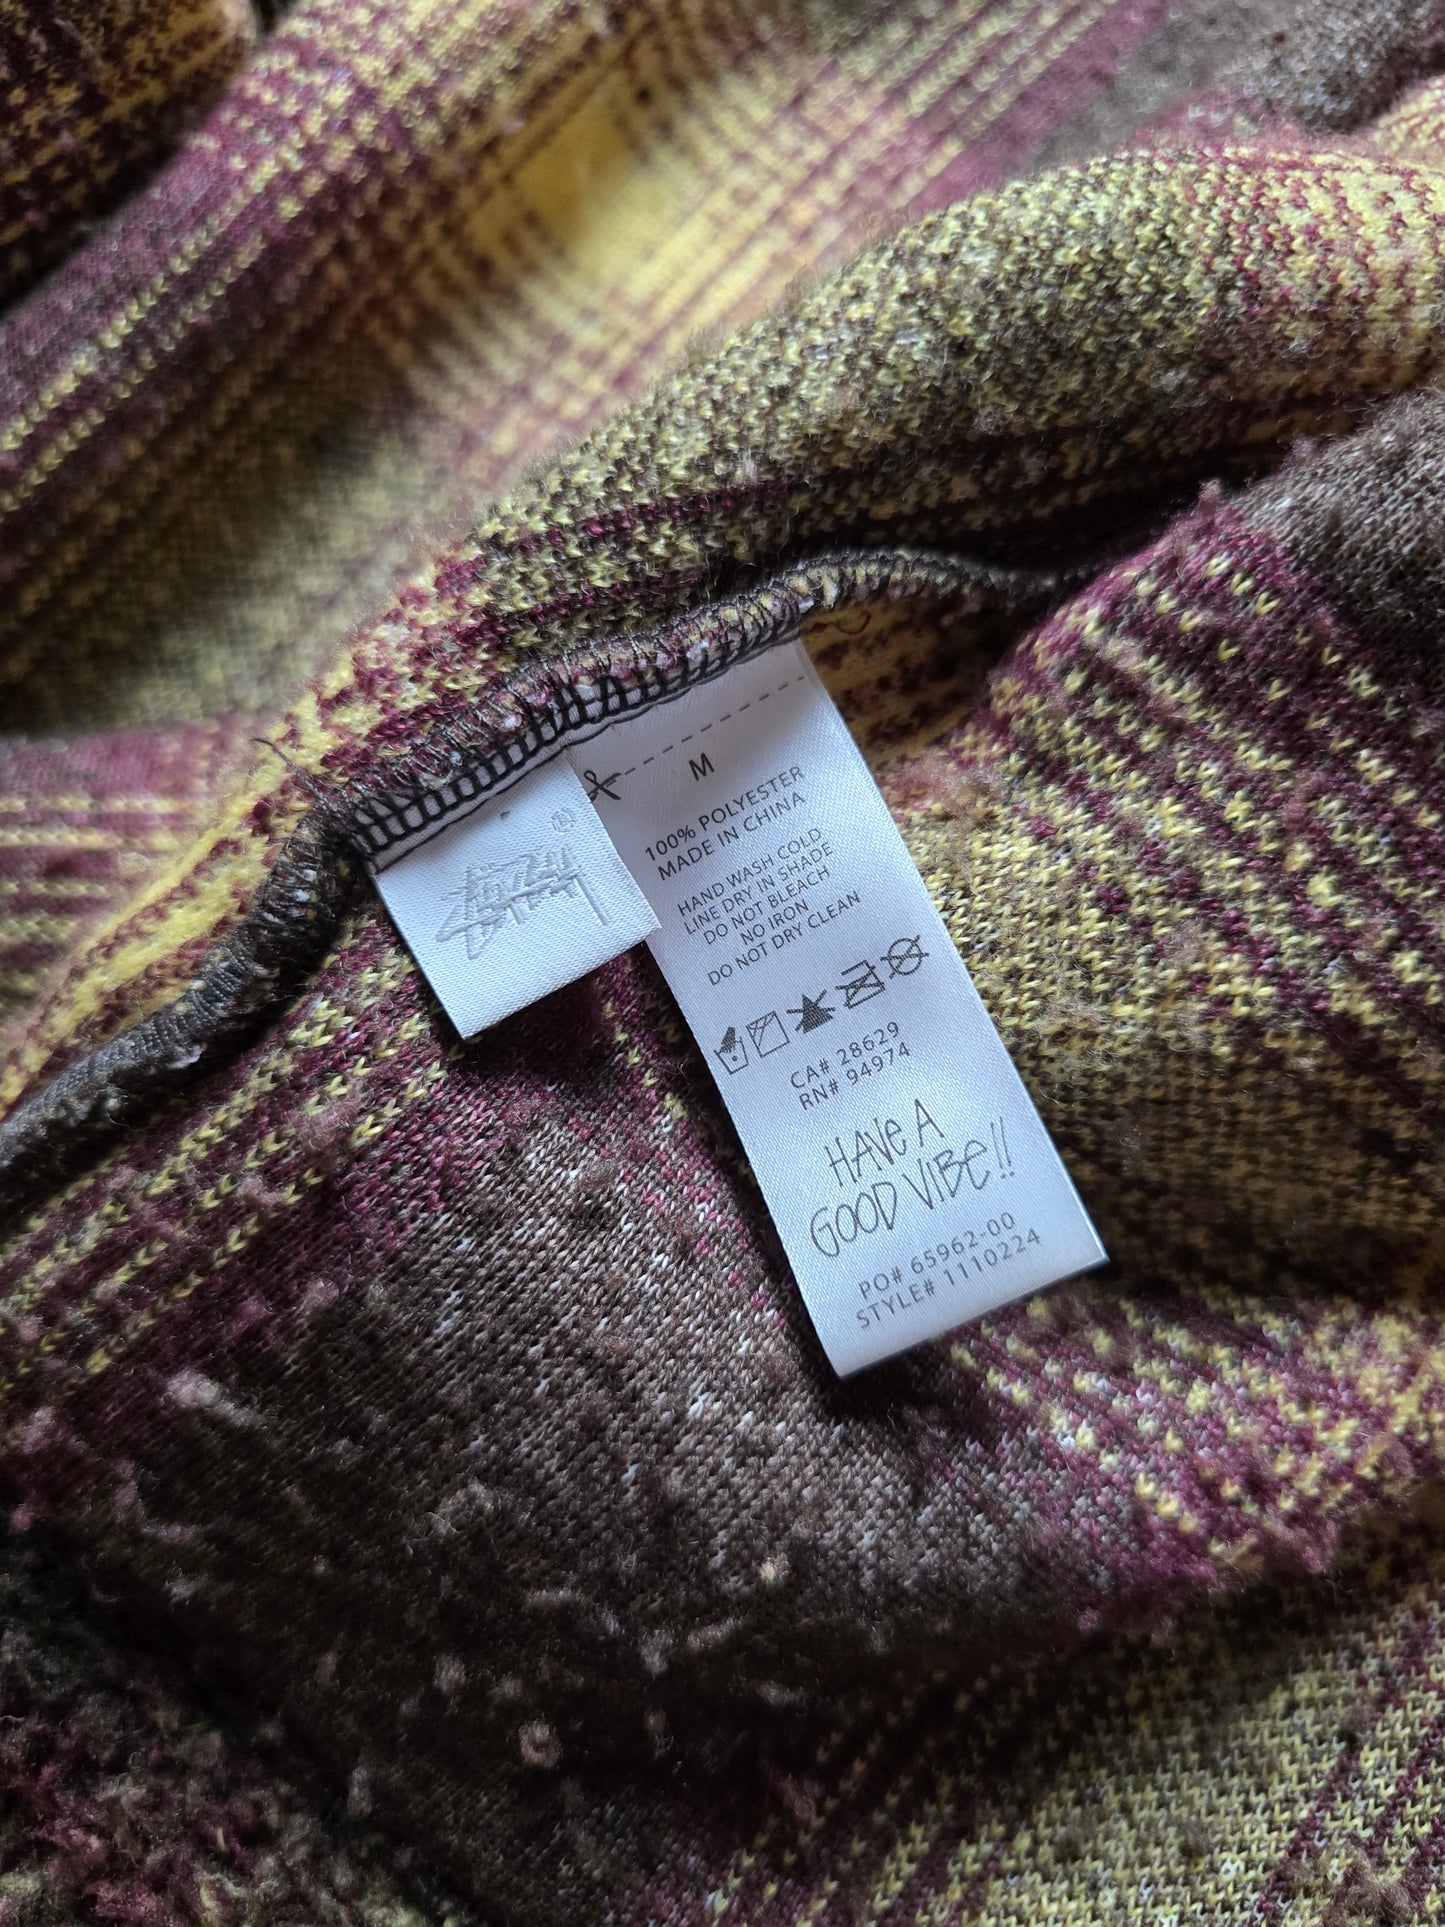 Stüssy
®
M
100% POLYESTER
MADE IN CHINA
HAND WASH COLD
LINE DRY IN SHADE
DO NOT BLEACH
NO IRON
DO NOT DRY CLEAN
CA# 28629
RN# 94974
HAVE A
GOOD VIBE!!
PO# 65962-00
STYLE# 1110224